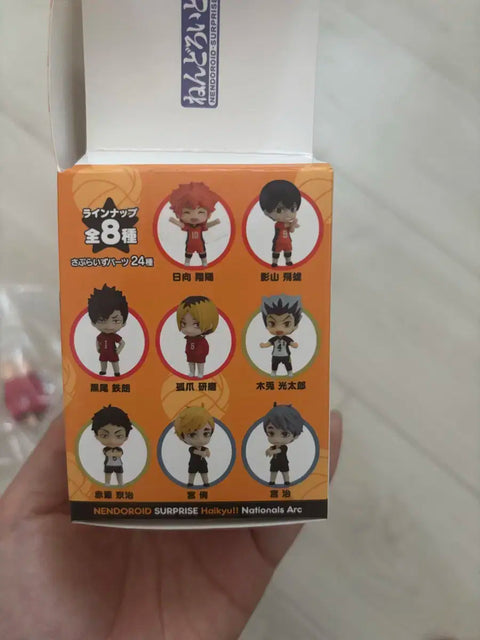 ねんどろいど
NENDOROID SURPRISE
ラインナップ
全8種
さぷらいずパーツ 24種
日向 翔陽
影山 飛雄
黒尾 鉄朗
孤爪 研磨
木兎 光太郎
赤葦 京治
宮 侑
宮 治
NENDOROID SURPRISE Haikyu!! Nationals Arc